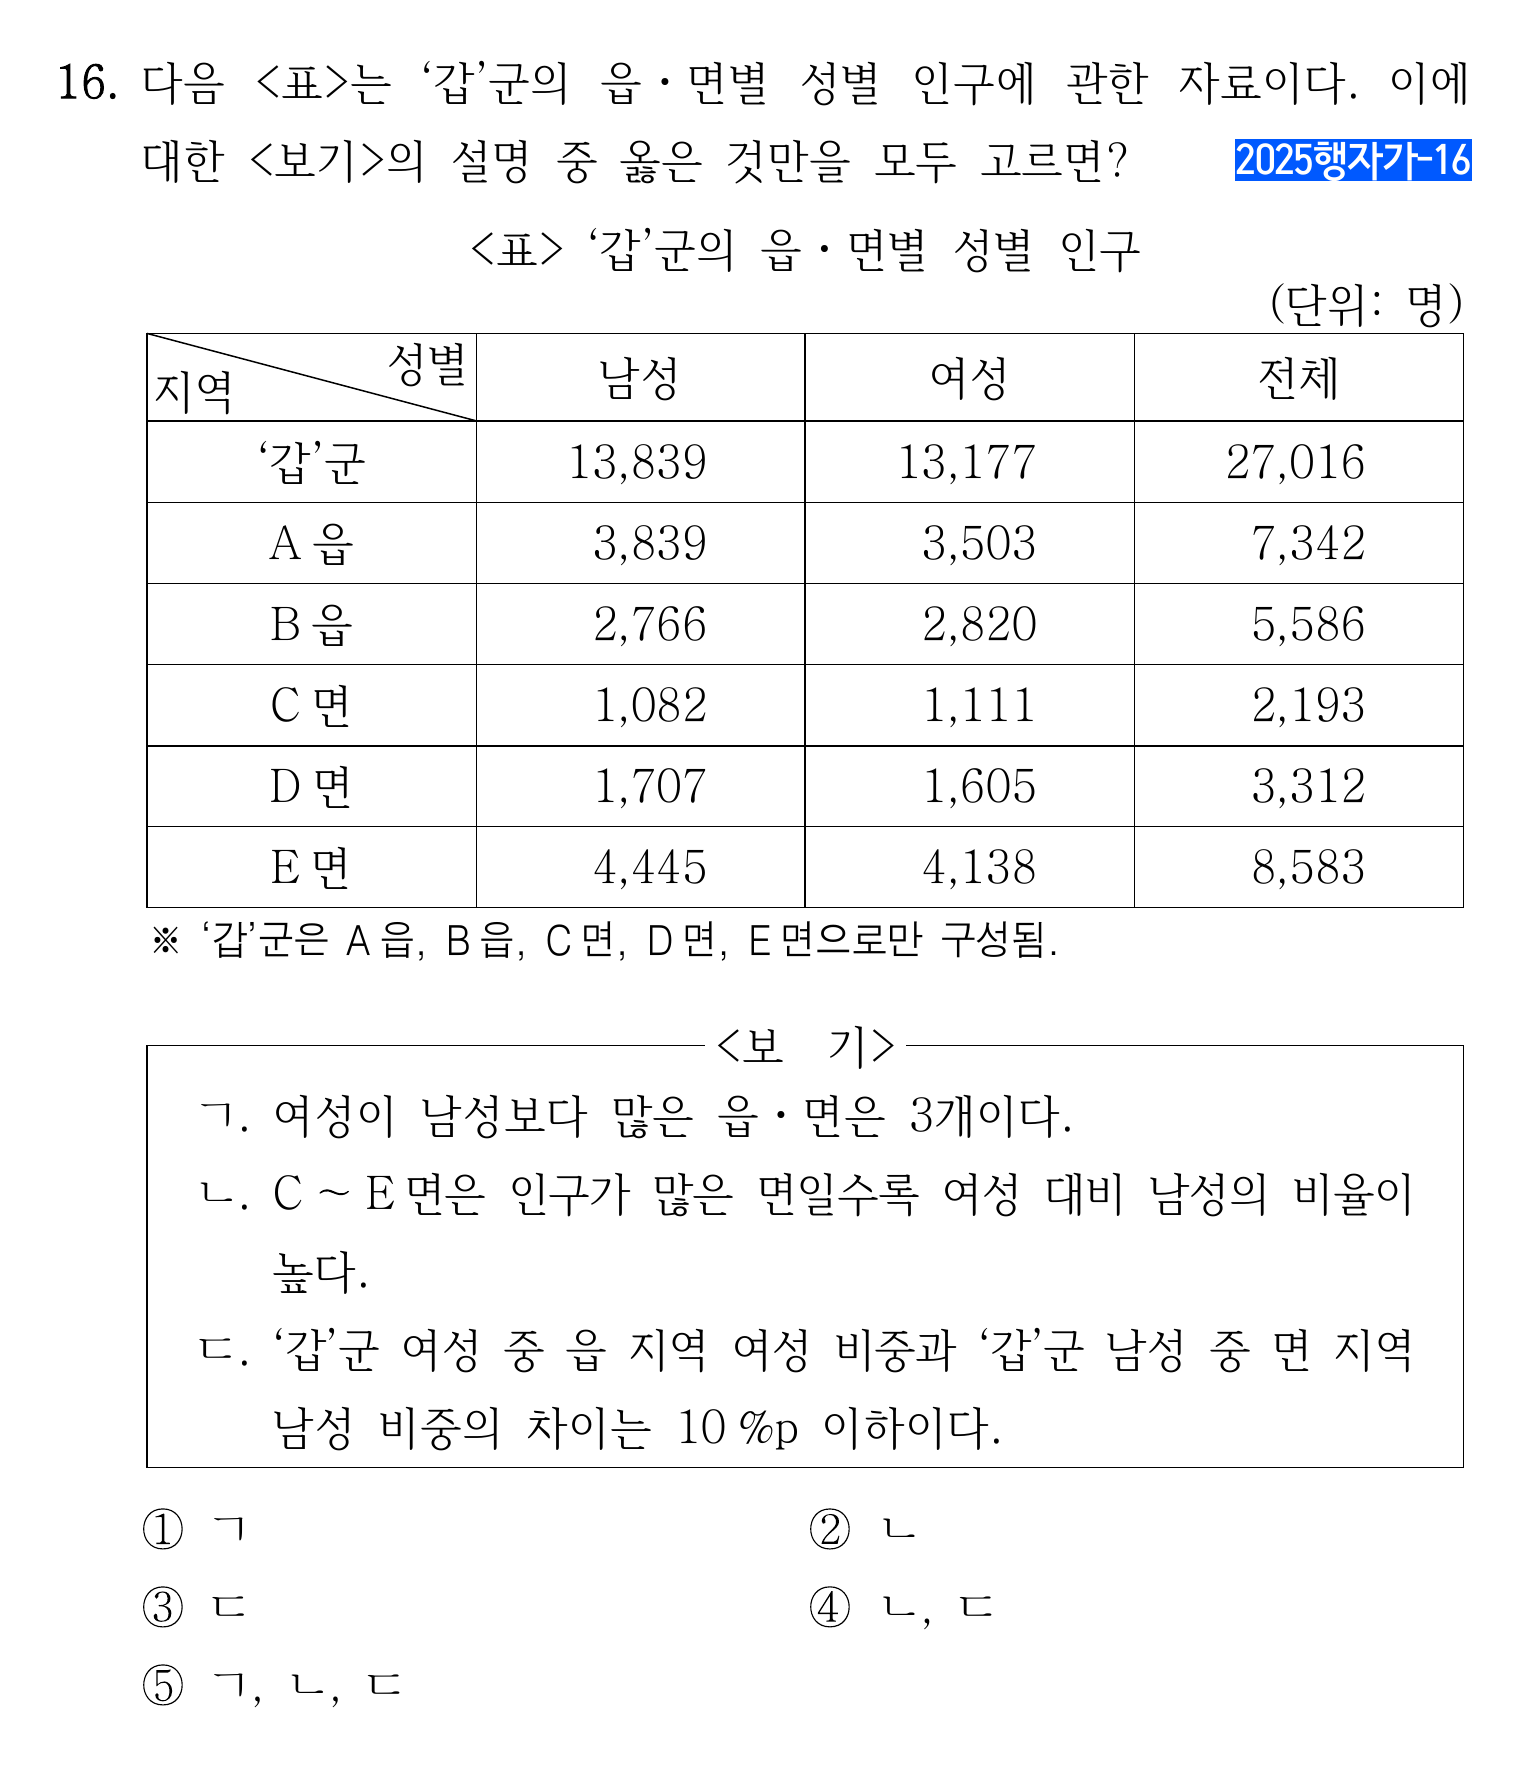 16. 다음 <표>는 ‘갑’군의 읍·면별 성별 인구에 관한 자료이다. 이에
대한 <보기>의 설명 중 옳은 것만을 모두 고르면? 2025행자가-16
<표> ‘갑’군의 읍·면별 성별 인구
(단위: 명)
지역 성별 남성 여성 전체
‘갑’군 13,839 13,177 27,016
A읍 3,839 3,503 7,342
B읍 2,766 2,820 5,586
C면 1,082 1,111 2,193
D면 1,707 1,605 3,312
E면 4,445 4,138 8,583
※ ‘갑’군은 A읍, B읍, C면, D면, E면으로만 구성됨.
<보 기>
ㄱ. 여성이 남성보다 많은 읍·면은 3개이다.
ㄴ. C~E면은 인구가 많은 면일수록 여성 대비 남성의 비율이
높다.
ㄷ. ‘갑’군 여성 중 읍 지역 여성 비중과 ‘갑’군 남성 중 면 지역
남성 비중의 차이는 10%p 이하이다.
① ㄱ ② ㄴ
③ ㄷ ④ ㄴ, ㄷ
⑤ ㄱ, ㄴ, ㄷ